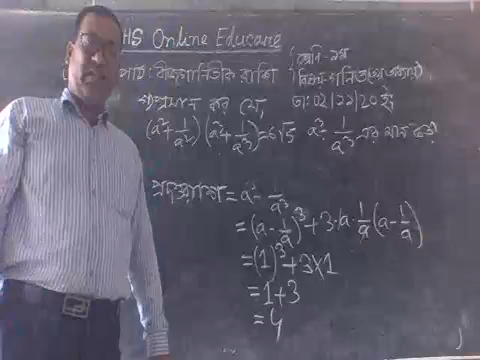 HS Online Educare
পাঠ: বীজগাণিতিক রাশি
বিষয়: গণিত
তা: 02/11/20 ইং
প্রমাণ কর যে,
(a²+1/a²)(a³+1/a³)=6√5 a³-1/a³ এর মান কত
প্রদত্ত রাশি = a³-1/a³
=(a-1/a)³+3·a·1/a(a-1/a)
=(1)³+3×1
=1+3
=4